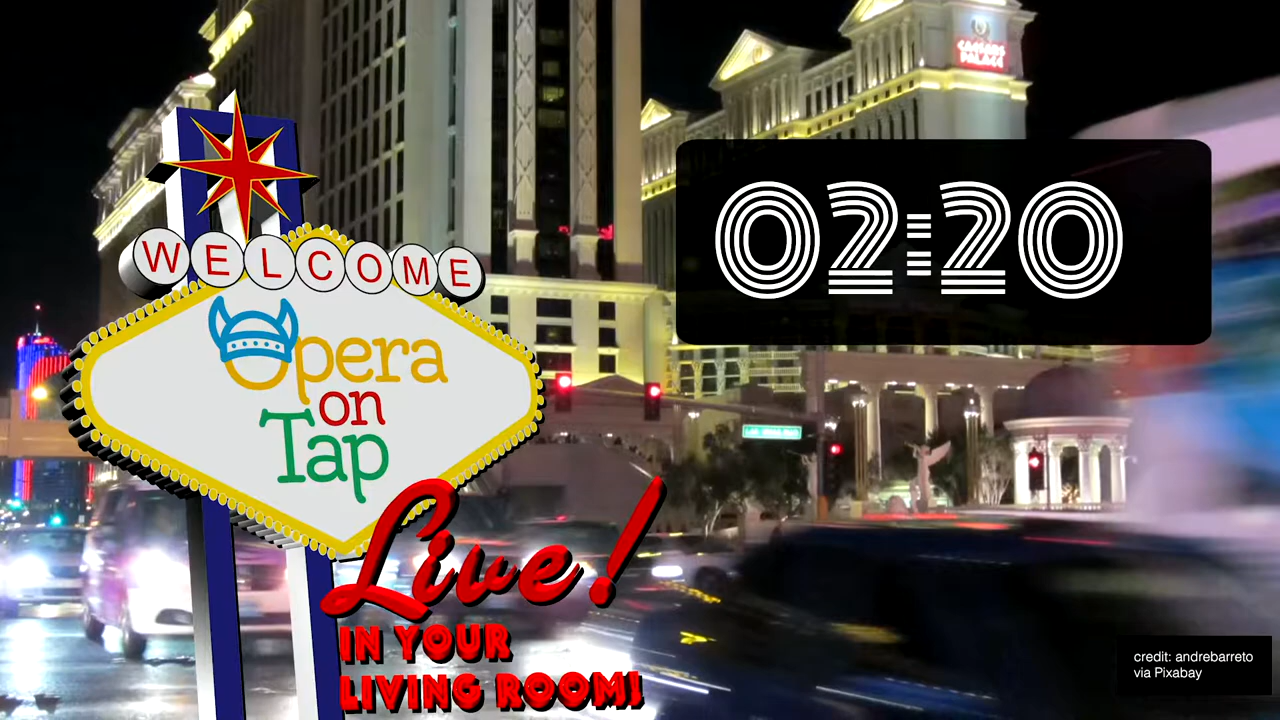 CAESARS
PALACE
02:20
WELCOME
Opera
on
Tap
Live!
IN YOUR
LIVING ROOM!
credit: andrebarreto
via Pixabay